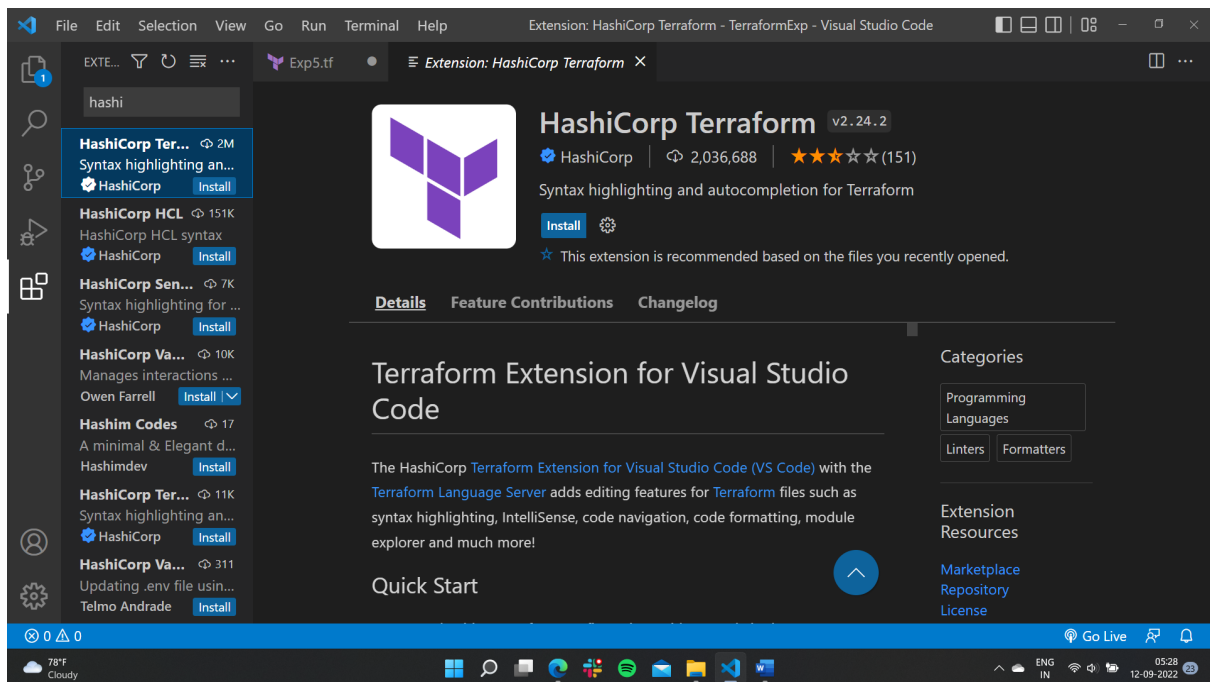 File Edit Selection View Go Run Terminal Help Extension: HashiCorp Terraform - TerraformExp - Visual Studio Code
1
EXTE...
hashi
HashiCorp Ter... 2M
Syntax highlighting an...
HashiCorp Install
HashiCorp HCL 151K
HashiCorp HCL syntax
HashiCorp Install
HashiCorp Sen... 7K
Syntax highlighting for ...
HashiCorp Install
HashiCorp Va... 10K
Manages interactions ...
Owen Farrell Install
Hashim Codes 17
A minimal & Elegant d...
Hashimdev Install
HashiCorp Ter... 11K
Syntax highlighting an...
HashiCorp Install
HashiCorp Va... 311
Updating .env file usin...
Telmo Andrade Install
Exp5.tf Extension: HashiCorp Terraform
HashiCorp Terraform v2.24.2
HashiCorp 2,036,688 (151)
Syntax highlighting and autocompletion for Terraform
Install
This extension is recommended based on the files you recently opened.
Details Feature Contributions Changelog
Terraform Extension for Visual Studio
Code
The HashiCorp Terraform Extension for Visual Studio Code (VS Code) with the
Terraform Language Server adds editing features for Terraform files such as
syntax highlighting, IntelliSense, code navigation, code formatting, module
explorer and much more!
Quick Start
Categories
Programming
Languages
Linters Formatters
Extension
Resources
Marketplace
Repository
License
0 0 Go Live
78°F
Cloudy
ENG
IN
05:28
12-09-2022
23